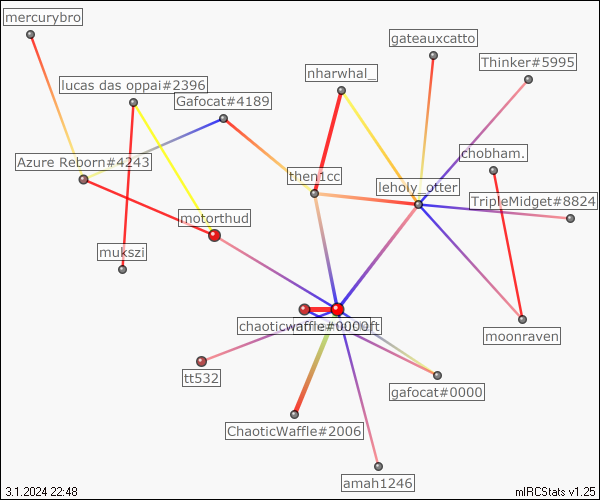 mercurybro
gateauxcatto
Thinker#5995
nharwhal_
lucas das oppai#2396
Gafocat#4189
chobham.
Azure Reborn#4243
then1cc
leholy_otter
TripleMidget#8824
motorthud
mukszi
chaoticwaffle#0000
moonraven
tt532
gafocat#0000
ChaoticWaffle#2006
amah1246
3.1.2024 22:48
mIRCStats v1.25